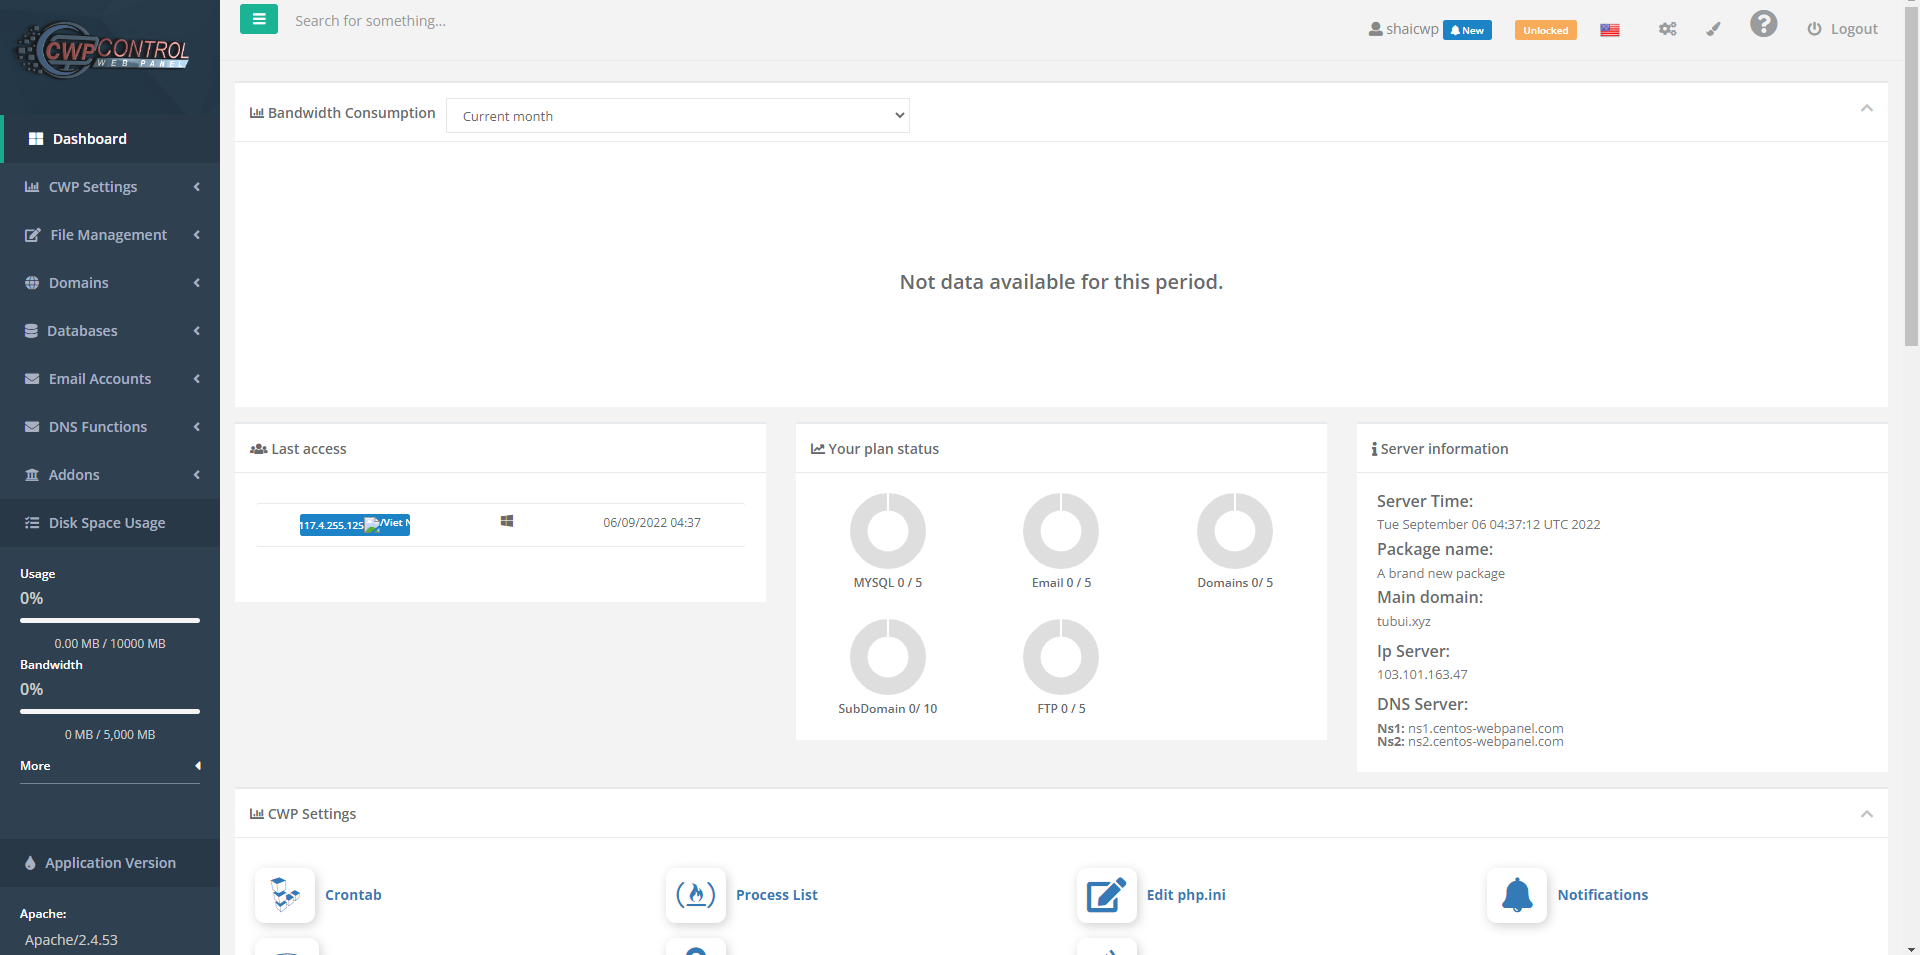 CWP CONTROL
WEB PANEL
Search for something...
shaicwp New Unlocked ? Logout
Dashboard
CWP Settings
File Management
Domains
Databases
Email Accounts
DNS Functions
Addons
Disk Space Usage
Usage
0%
0.00 MB / 10000 MB
Bandwidth
0%
0 MB / 5,000 MB
More
Application Version
Apache:
Apache/2.4.53
Bandwidth Consumption Current month
Not data available for this period.
Last access
117.4.255.125 /Viet N 06/09/2022 04:37
Your plan status
MYSQL 0 / 5 Email 0 / 5 Domains 0/ 5
SubDomain 0/ 10 FTP 0 / 5
Server information
Server Time:
Tue September 06 04:37:12 UTC 2022
Package name:
A brand new package
Main domain:
tubui.xyz
Ip Server:
103.101.163.47
DNS Server:
Ns1: ns1.centos-webpanel.com
Ns2: ns2.centos-webpanel.com
CWP Settings
Crontab Process List Edit php.ini Notifications